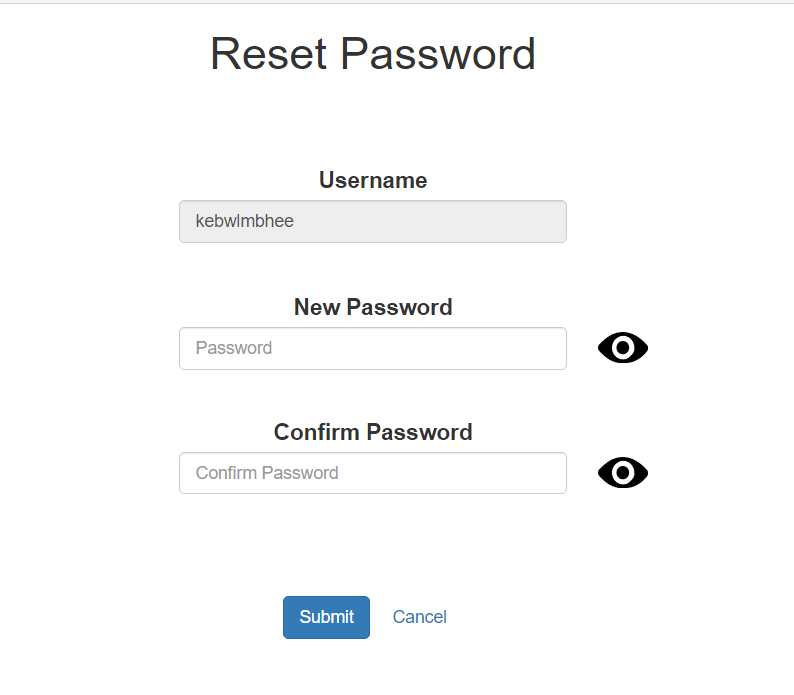 Reset Password
Username
kebwlmbhee
New Password
Password
Confirm Password
Confirm Password
Submit Cancel